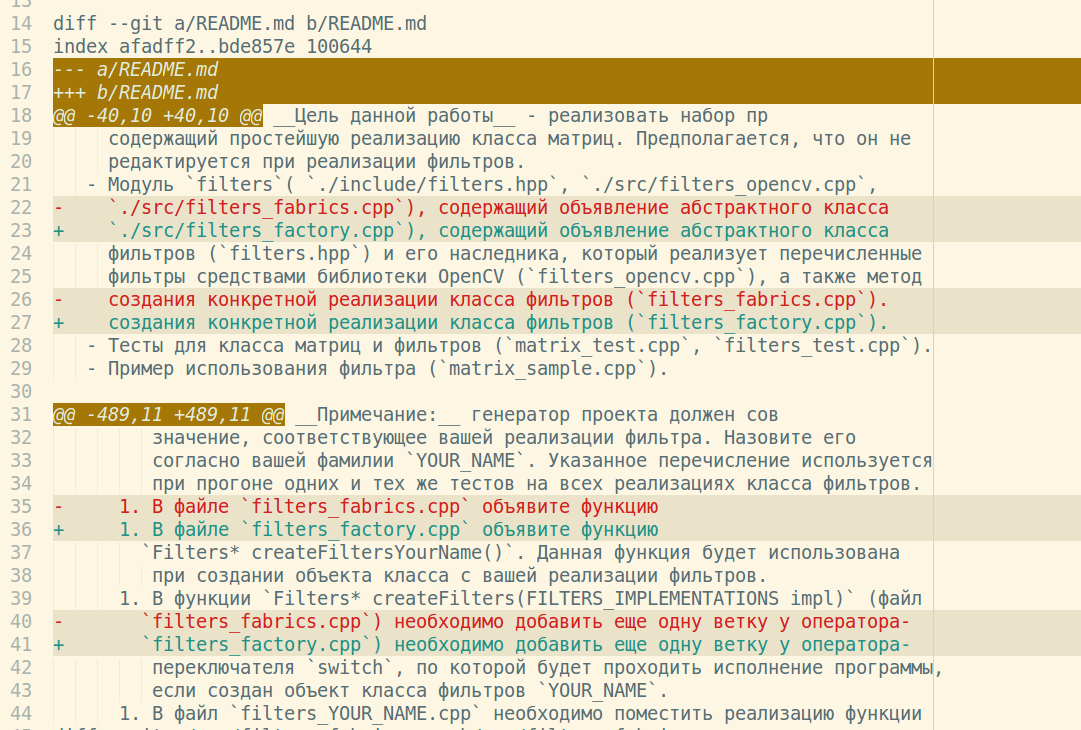 14 diff --git a/README.md b/README.md
15 index afadff2..bde857e 100644
16 --- a/README.md
17 +++ b/README.md
18 @@ -40,10 +40,10 @@ __Цель данной работы__ - реализовать набор пр
19      содержащий простейшую реализацию класса матриц. Предполагается, что он не
20      редактируется при реализации фильтров.
21    - Модуль `filters`( `./include/filters.hpp`, `./src/filters_opencv.cpp`,
22 -    `./src/filters_fabrics.cpp`), содержащий объявление абстрактного класса
23 +    `./src/filters_factory.cpp`), содержащий объявление абстрактного класса
24      фильтров (`filters.hpp`) и его наследника, который реализует перечисленные
25      фильтры средствами библиотеки OpenCV (`filters_opencv.cpp`), а также метод
26 -    создания конкретной реализации класса фильтров (`filters_fabrics.cpp`).
27 +    создания конкретной реализации класса фильтров (`filters_factory.cpp`).
28    - Тесты для класса матриц и фильтров (`matrix_test.cpp`, `filters_test.cpp`).
29    - Пример использования фильтра (`matrix_sample.cpp`).
30
31 @@ -489,11 +489,11 @@ __Примечание:__ генератор проекта должен сов
32          значение, соответствующее вашей реализации фильтра. Назовите его
33          согласно вашей фамилии `YOUR_NAME`. Указанное перечисление используется
34          при прогоне одних и тех же тестов на всех реализациях класса фильтров.
35 -     1. В файле `filters_fabrics.cpp` объявите функцию
36 +     1. В файле `filters_factory.cpp` объявите функцию
37         `Filters* createFiltersYourName()`. Данная функция будет использована
38          при создании объекта класса с вашей реализации фильтров.
39       1. В функции `Filters* createFilters(FILTERS_IMPLEMENTATIONS impl)` (файл
40 -       `filters_fabrics.cpp`) необходимо добавить еще одну ветку у оператора-
41 +       `filters_factory.cpp`) необходимо добавить еще одну ветку у оператора-
42          переключателя `switch`, по которой будет проходить исполнение программы,
43          если создан объект класса фильтров `YOUR_NAME`.
44       1. В файл `filters_YOUR_NAME.cpp` необходимо поместить реализацию функции